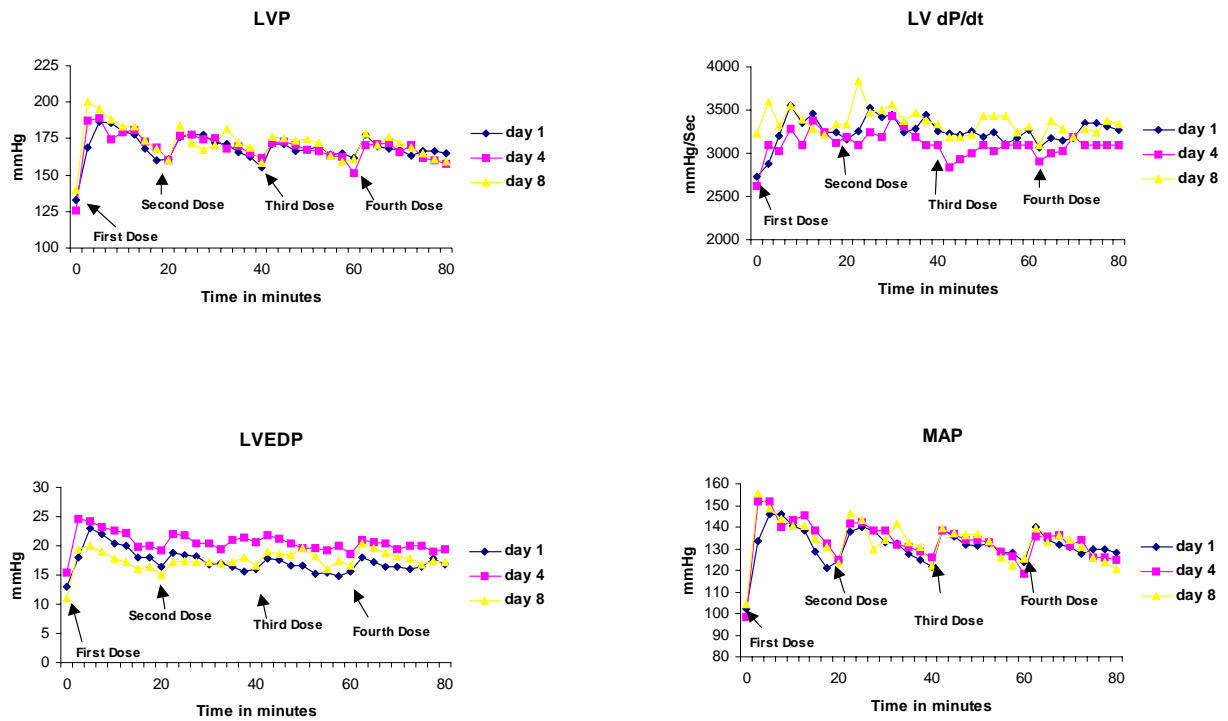 LVP
225
200
175
150
125
100
mmHg
0 20 40 60 80
Time in minutes
First Dose
Second Dose
Third Dose
Fourth Dose
day 1
day 4
day 8
LV dP/dt
4000
3500
3000
2500
2000
mmHg/Sec
0 20 40 60 80
Time in minutes
First Dose
Second Dose
Third Dose
Fourth Dose
day 1
day 4
day 8
LVEDP
30
25
20
15
10
5
0
mmHg
0 20 40 60 80
Time in minutes
First Dose
Second Dose
Third Dose
Fourth Dose
day 1
day 4
day 8
MAP
160
150
140
130
120
110
100
90
80
mmHg
0 20 40 60 80
Time in minutes
First Dose
Second Dose
Third Dose
Fourth Dose
day 1
day 4
day 8